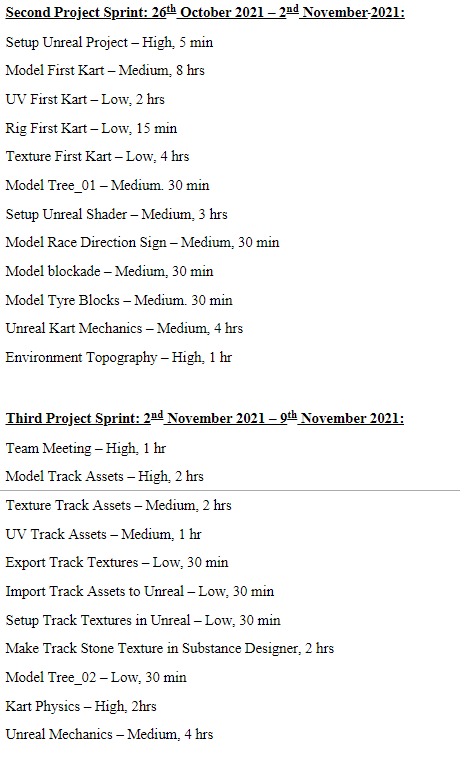 Second Project Sprint: 26th October 2021 – 2nd November-2021:
Setup Unreal Project – High, 5 min
Model First Kart – Medium, 8 hrs
UV First Kart – Low, 2 hrs
Rig First Kart – Low, 15 min
Texture First Kart – Low, 4 hrs
Model Tree_01 – Medium. 30 min
Setup Unreal Shader – Medium, 3 hrs
Model Race Direction Sign – Medium, 30 min
Model blockade – Medium, 30 min
Model Tyre Blocks – Medium. 30 min
Unreal Kart Mechanics – Medium, 4 hrs
Environment Topography – High, 1 hr
Third Project Sprint: 2nd November 2021 – 9th November 2021:
Team Meeting – High, 1 hr
Model Track Assets – High, 2 hrs
Texture Track Assets – Medium, 2 hrs
UV Track Assets – Medium, 1 hr
Export Track Textures – Low, 30 min
Import Track Assets to Unreal – Low, 30 min
Setup Track Textures in Unreal – Low, 30 min
Make Track Stone Texture in Substance Designer, 2 hrs
Model Tree_02 – Low, 30 min
Kart Physics – High, 2hrs
Unreal Mechanics – Medium, 4 hrs